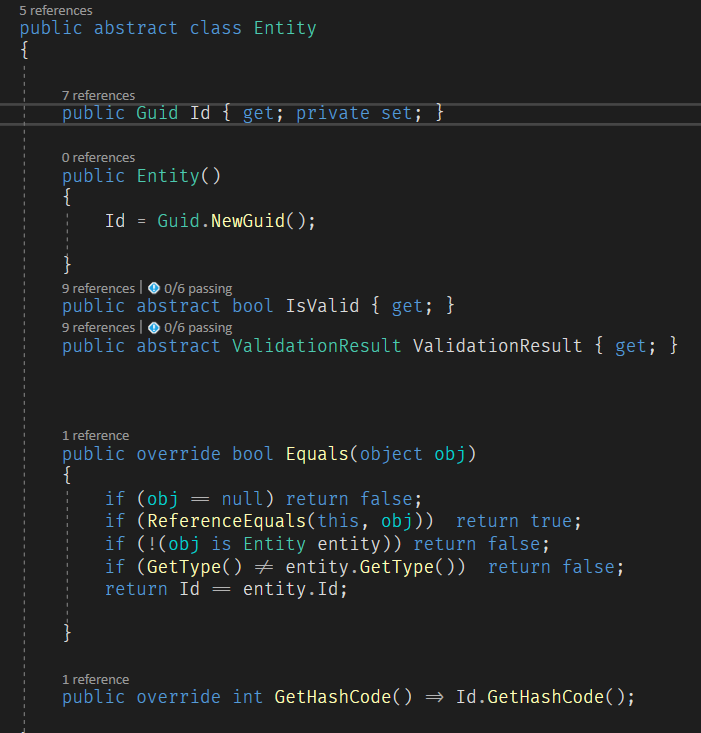 5 references
public abstract class Entity
{
7 references
public Guid Id { get; private set; }
0 references
public Entity()
{
Id = Guid.NewGuid();
}
9 references | 0/6 passing
public abstract bool IsValid { get; }
9 references | 0/6 passing
public abstract ValidationResult ValidationResult { get; }
1 reference
public override bool Equals(object obj)
{
if (obj == null) return false;
if (ReferenceEquals(this, obj))  return true;
if (!(obj is Entity entity)) return false;
if (GetType() ≠ entity.GetType())  return false;
return Id == entity.Id;
}
1 reference
public override int GetHashCode() ⇒ Id.GetHashCode();